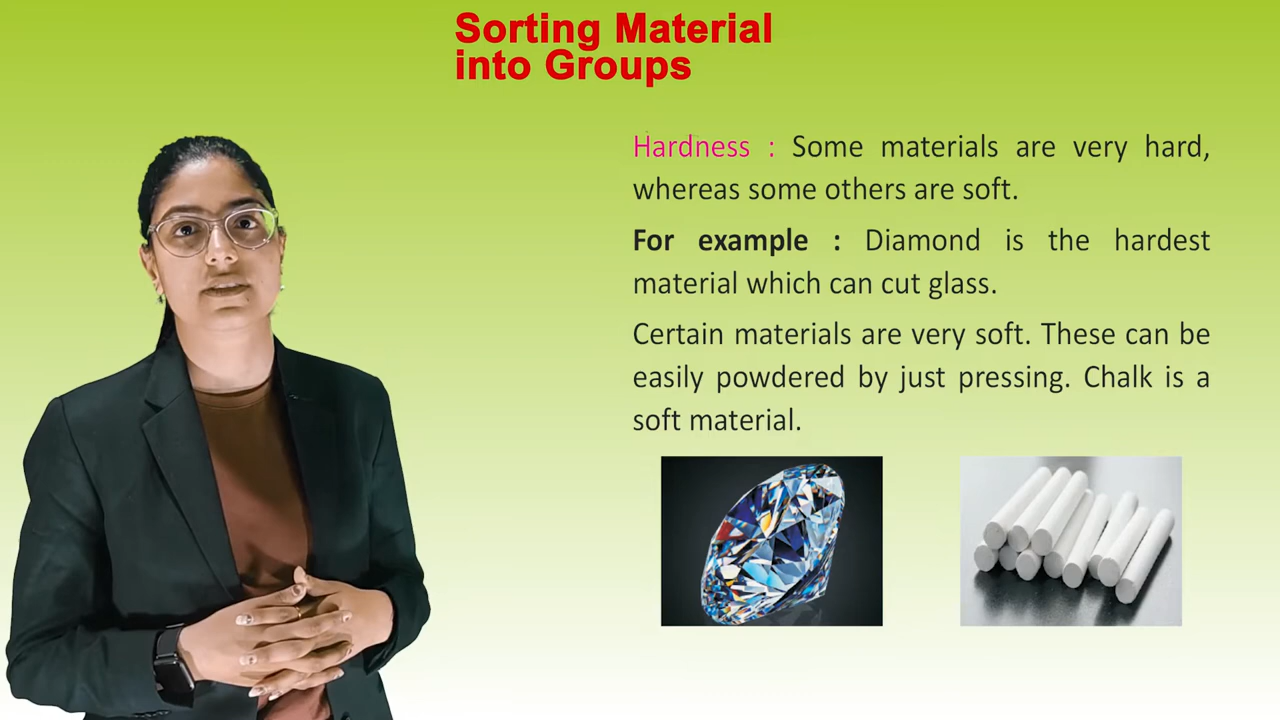 Sorting Material
into Groups
Hardness : Some materials are very hard,
whereas some others are soft.
For example : Diamond is the hardest
material which can cut glass.
Certain materials are very soft. These can be
easily powdered by just pressing. Chalk is a
soft material.